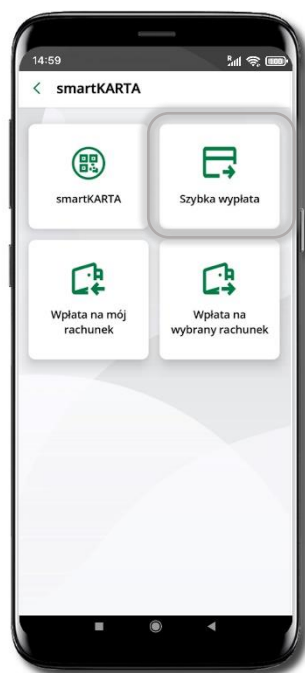 14:59
smartKARTA
smartKARTA
Szybka wypłata
Wpłata na mój
rachunek
Wpłata na
wybrany rachunek